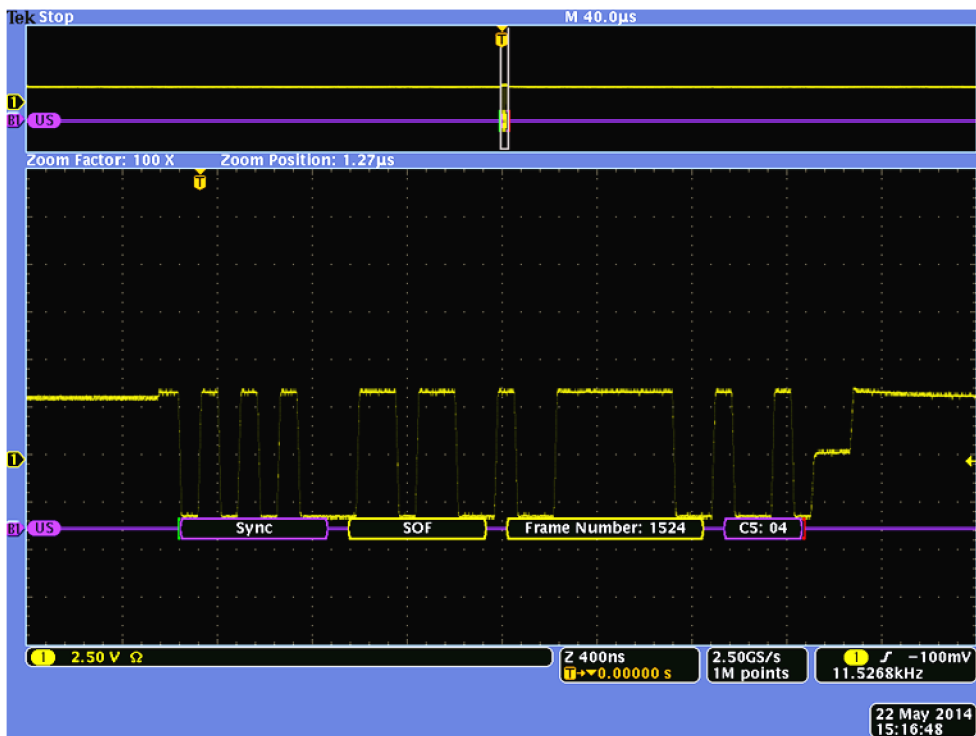 Tek Stop M 40.0µs
T
1
B1 US
Zoom Factor: 100 X Zoom Position: 1.27µs
T
1
B1 US Sync SOF Frame Number: 1524 C5: 04
1 2.50 V Ω
Z 400ns
T→▼0.00000 s
2.50GS/s
1M points
1 ∫ −100mV
11.5268kHz
22 May 2014
15:16:48